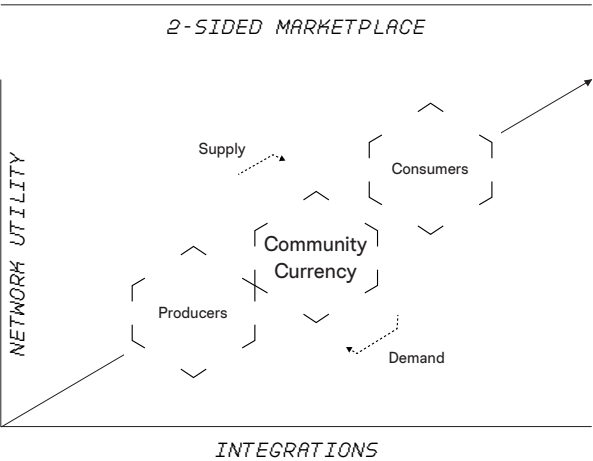 2-SIDED MARKETPLACE
Supply
Consumers
NETWORK UTILITY
Community
Currency
Producers
Demand
INTEGRATIONS